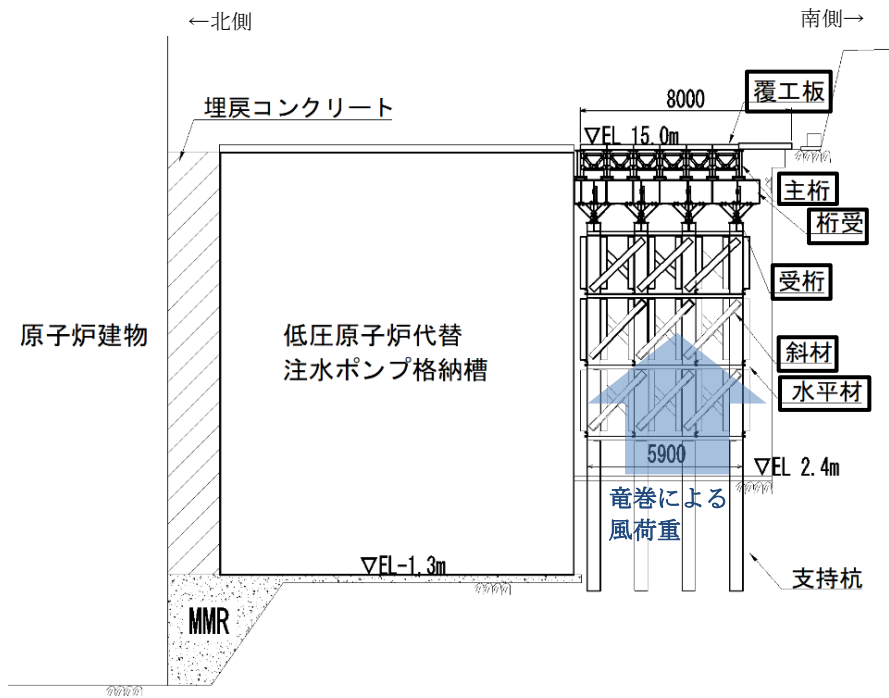 ←北側
南側→
埋戻コンクリート
8000
覆工板
▽EL 15.0m
主桁
桁受
受桁
原子炉建物
低圧原子炉代替
注水ポンプ格納槽
斜材
水平材
5900
▽EL 2.4m
竜巻による
風荷重
▽EL-1.3m
支持杭
MMR